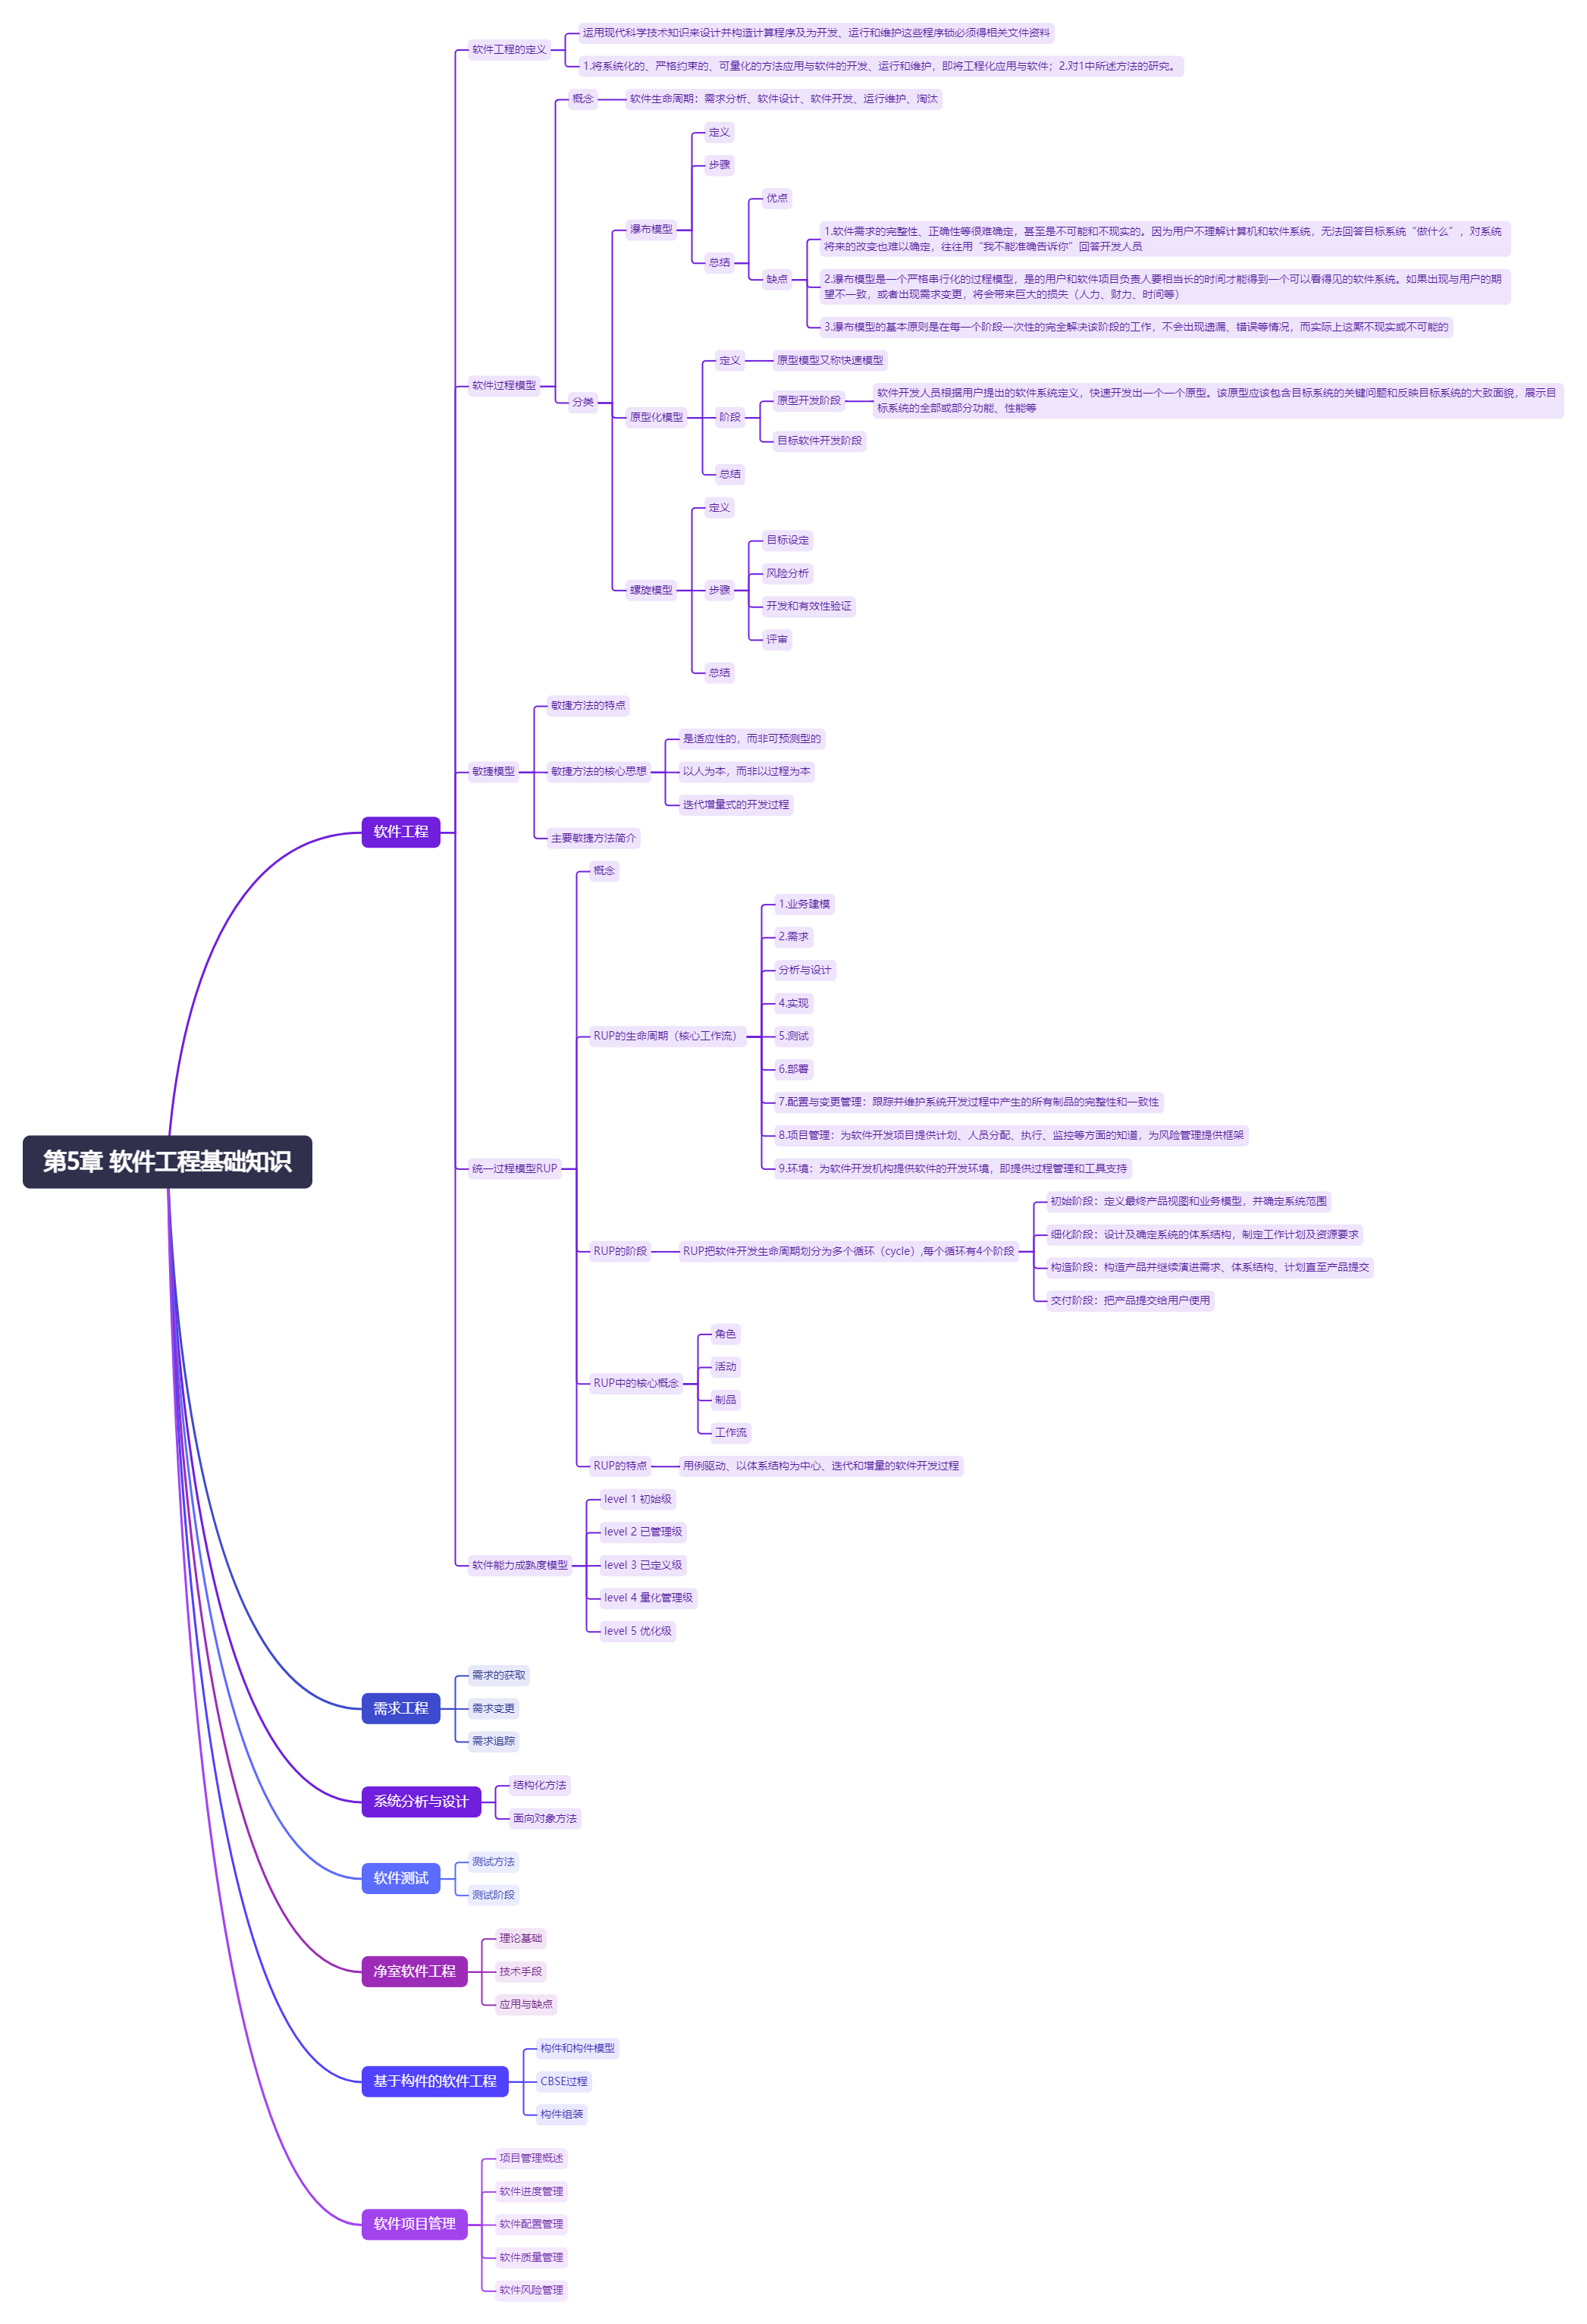 第5章 软件工程基础知识
软件工程
软件工程的定义
运用现代科学技术知识来设计并构造计算程序及为开发、运行和维护这些程序锁必须得相关文件资料
1.将系统化的、严格约束的、可量化的方法应用与软件的开发、运行和维护，即将工程化应用与软件；2.对1中所述方法的研究。
软件过程模型
概念
软件生命周期：需求分析、软件设计、软件开发、运行维护、淘汰
分类
瀑布模型
定义
步骤
总结
优点
缺点
1.软件需求的完整性、正确性等很难确定，甚至是不可能和不现实的。因为用户不理解计算机和软件系统，无法回答目标系统“做什么”，对系统
将来的改变也难以确定，往往用“我不能准确告诉你”回答开发人员
2.瀑布模型是一个严格串行化的过程模型，是的用户和软件项目负责人要相当长的时间才能得到一个可以看得见的软件系统。如果出现与用户的期
望不一致，或者出现需求变更，将会带来巨大的损失（人力、财力、时间等）
3.瀑布模型的基本原则是在每一个阶段一次性的完全解决该阶段的工作，不会出现遗漏、错误等情况，而实际上这厮不现实或不可能的
原型化模型
定义
原型模型又称快速模型
阶段
原型开发阶段
软件开发人员根据用户提出的软件系统定义，快速开发出一个一个原型。该原型应该包含目标系统的关键问题和反映目标系统的大致面貌，展示目
标系统的全部或部分功能、性能等
目标软件开发阶段
总结
螺旋模型
定义
步骤
目标设定
风险分析
开发和有效性验证
评审
总结
敏捷模型
敏捷方法的特点
敏捷方法的核心思想
是适应性的，而非可预测型的
以人为本，而非以过程为本
迭代增量式的开发过程
主要敏捷方法简介
统一过程模型RUP
概念
RUP的生命周期（核心工作流）
1.业务建模
2.需求
分析与设计
4.实现
5.测试
6.部署
7.配置与变更管理：跟踪并维护系统开发过程中产生的所有制品的完整性和一致性
8.项目管理：为软件开发项目提供计划、人员分配、执行、监控等方面的知道，为风险管理提供框架
9.环境：为软件开发机构提供软件的开发环境，即提供过程管理和工具支持
RUP的阶段
RUP把软件开发生命周期划分为多个循环（cycle）,每个循环有4个阶段
初始阶段：定义最终产品视图和业务模型，并确定系统范围
细化阶段：设计及确定系统的体系结构，制定工作计划及资源要求
构造阶段：构造产品并继续演进需求、体系结构、计划直至产品提交
交付阶段：把产品提交给用户使用
RUP中的核心概念
角色
活动
制品
工作流
RUP的特点
用例驱动、以体系结构为中心、迭代和增量的软件开发过程
软件能力成熟度模型
level 1 初始级
level 2 已管理级
level 3 已定义级
level 4 量化管理级
level 5 优化级
需求工程
需求的获取
需求变更
需求追踪
系统分析与设计
结构化方法
面向对象方法
软件测试
测试方法
测试阶段
净室软件工程
理论基础
技术手段
应用与缺点
基于构件的软件工程
构件和构件模型
CBSE过程
构件组装
软件项目管理
项目管理概述
软件进度管理
软件配置管理
软件质量管理
软件风险管理